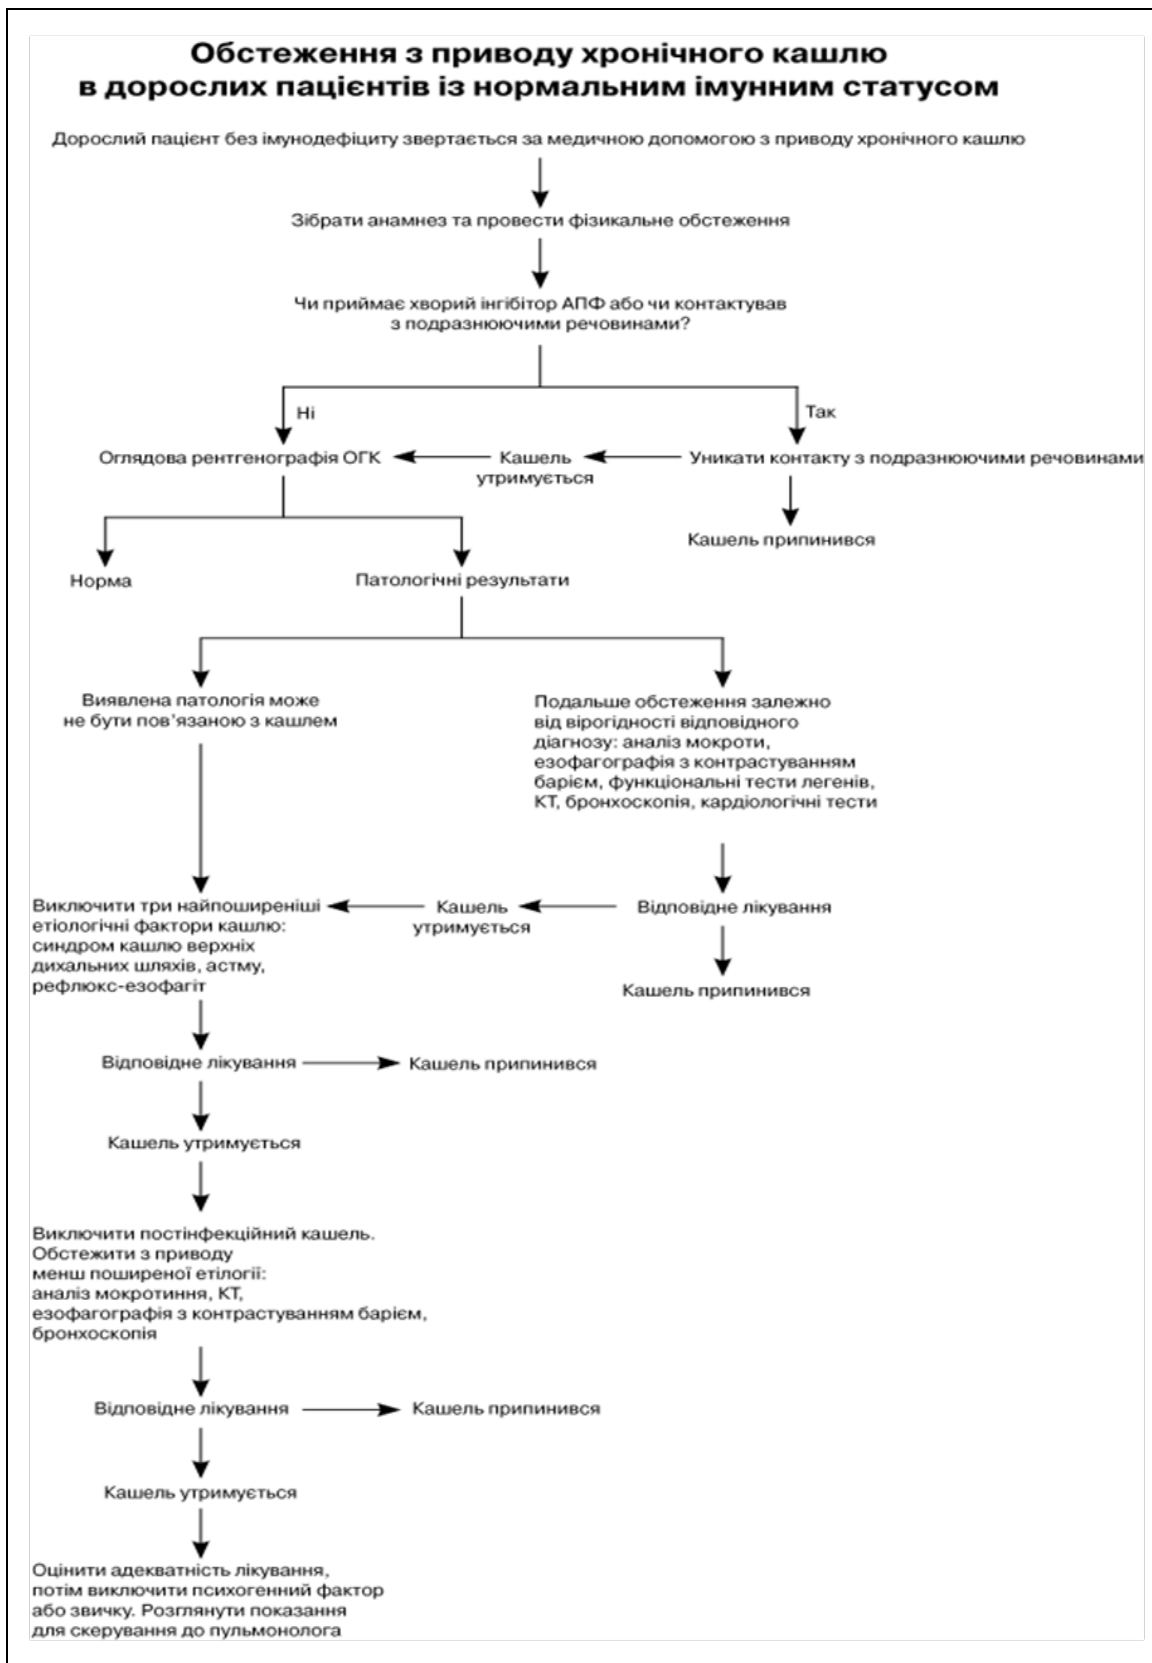 Обстеження з приводу хронічного кашлю
в дорослих пацієнтів із нормальним імунним статусом
Дорослий пацієнт без імунодефіциту звертається за медичною допомогою з приводу хронічного кашлю
Зібрати анамнез та провести фізикальне обстеження
Чи приймає хворий інгібітор АПФ або чи контактував
з подразнюючими речовинами?
Ні
Так
Оглядова рентгенографія ОГК
Кашель
утримується
Уникати контакту з подразнюючими речовинами
Кашель припинився
Норма
Патологічні результати
Виявлена патологія може
не бути пов’язаною з кашлем
Подальше обстеження залежно
від вірогідності відповідного
діагнозу: аналіз мокроти,
езофагографія з контрастуванням
барієм, функціональні тести легенів,
КТ, бронхоскопія, кардіологічні тести
Виключити три найпоширеніші
етіологічні фактори кашлю:
синдром кашлю верхніх
дихальних шляхів, астму,
рефлюкс-езофагіт
Кашель
утримується
Відповідне лікування
Кашель припинився
Відповідне лікування
Кашель припинився
Кашель утримується
Виключити постінфекційний кашель.
Обстежити з приводу
менш поширеної етілогії:
аналіз мокротиння, КТ,
езофагографія з контрастуванням барієм,
бронхоскопія
Відповідне лікування
Кашель припинився
Кашель утримується
Оцінити адекватність лікування,
потім виключити психогенний фактор
або звичку. Розглянути показання
для скерування до пульмонолога